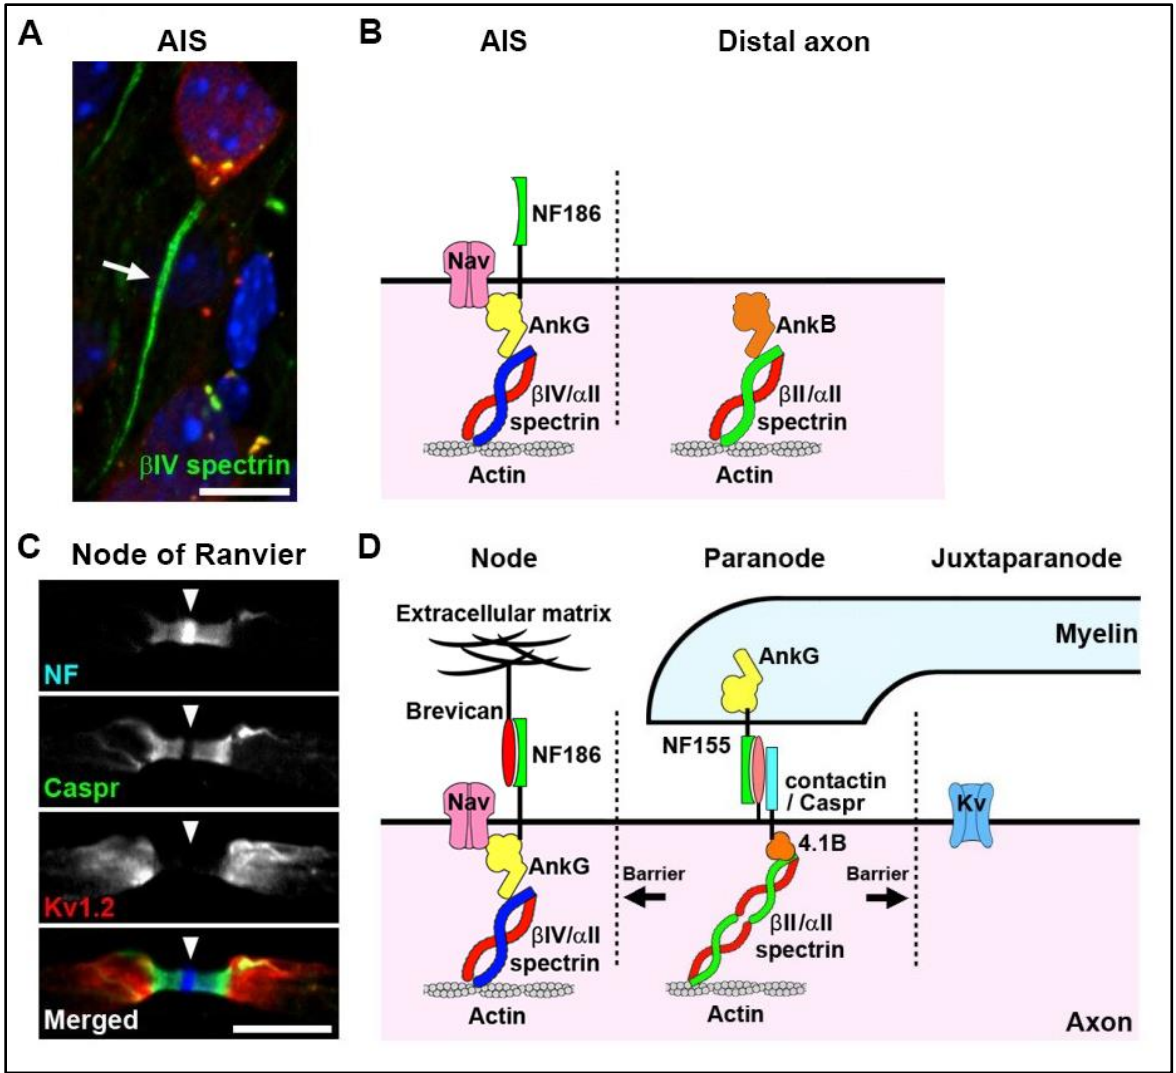 A
AIS
βIV spectrin
B
AIS
Distal axon
NF186
Nav
AnkG
βIV/αII
spectrin
Actin
AnkB
βII/αII
spectrin
Actin
C
Node of Ranvier
NF
Caspr
Kv1.2
Merged
D
Node
Paranode
Juxtaparanode
Extracellular matrix
Myelin
AnkG
Brevican
NF186
NF155
contactin
/ Caspr
Nav
Kv
4.1B
AnkG
Barrier
Barrier
βIV/αII
spectrin
βII/αII
spectrin
Actin
Actin
Axon